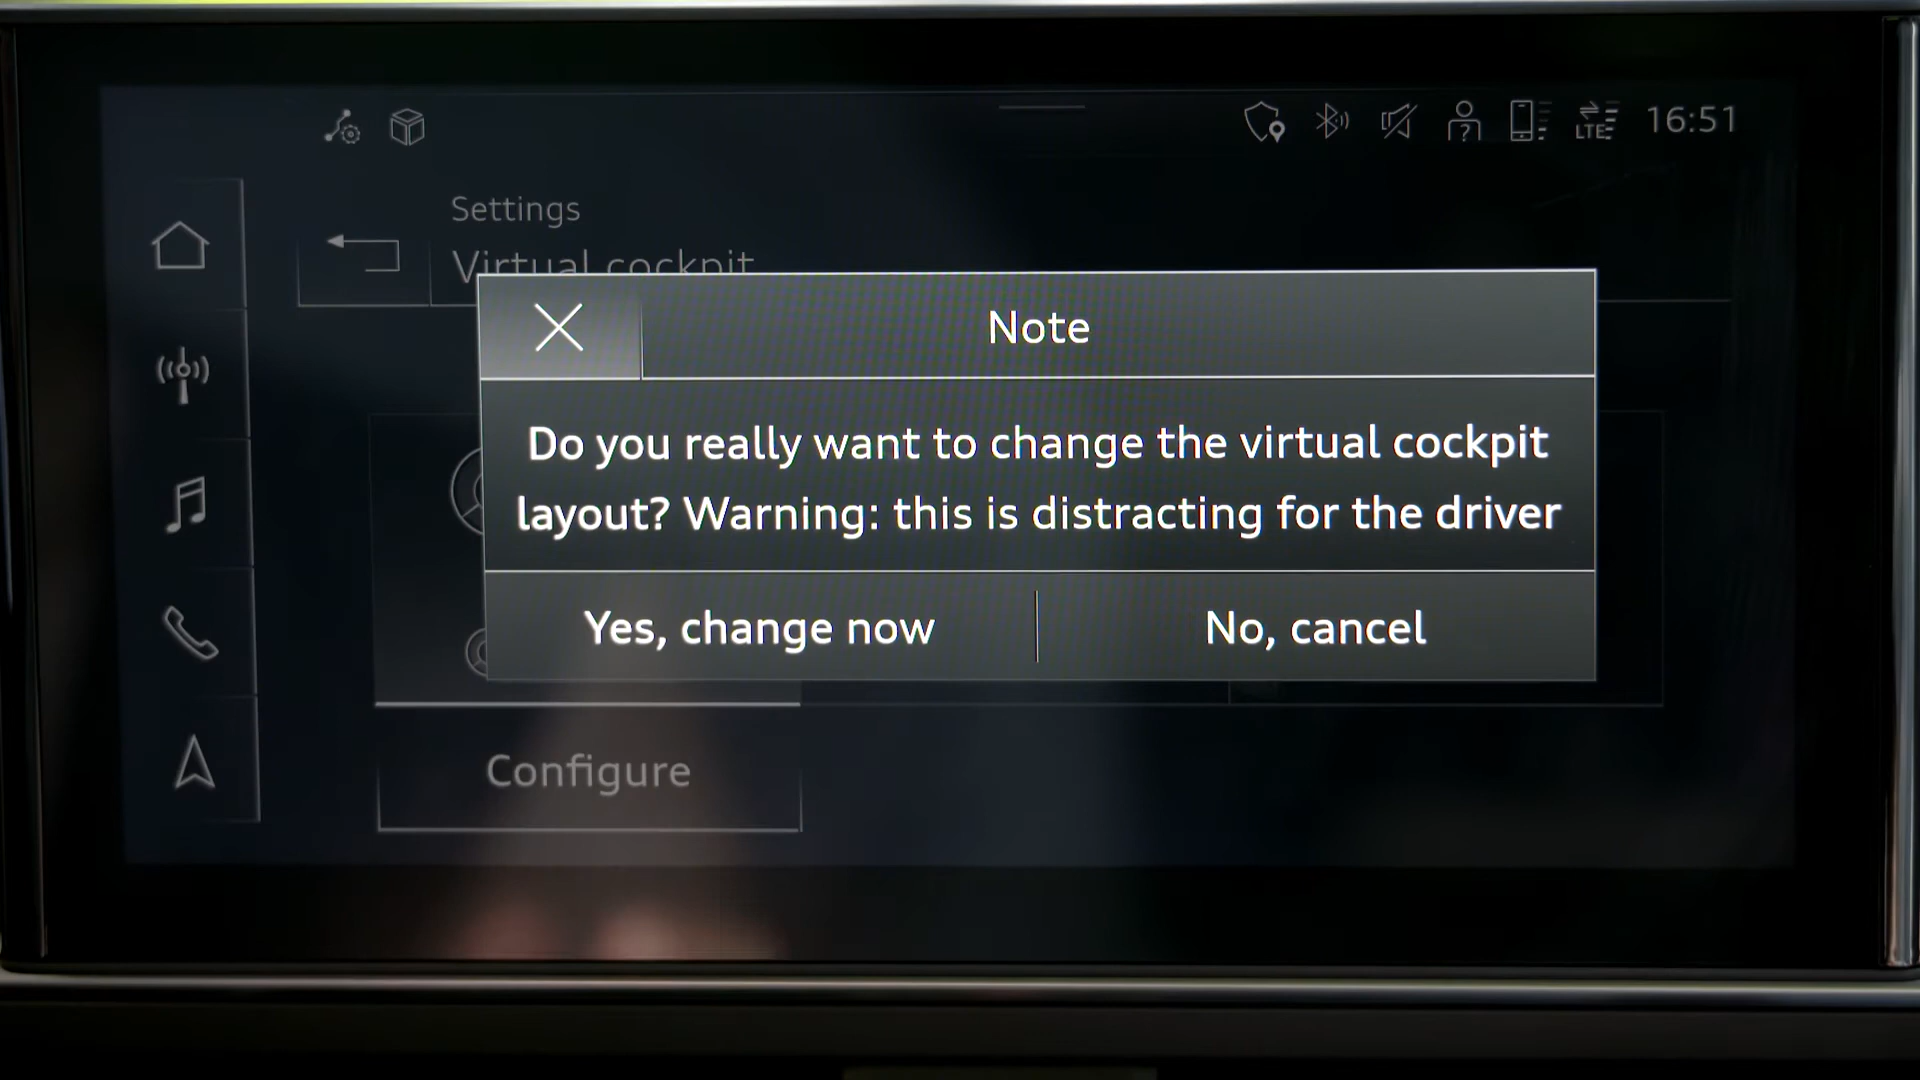 LTE
16:51
Settings
Virtual cockpit
Note
Do you really want to change the virtual cockpit
layout? Warning: this is distracting for the driver
Yes, change now
No, cancel
Configure